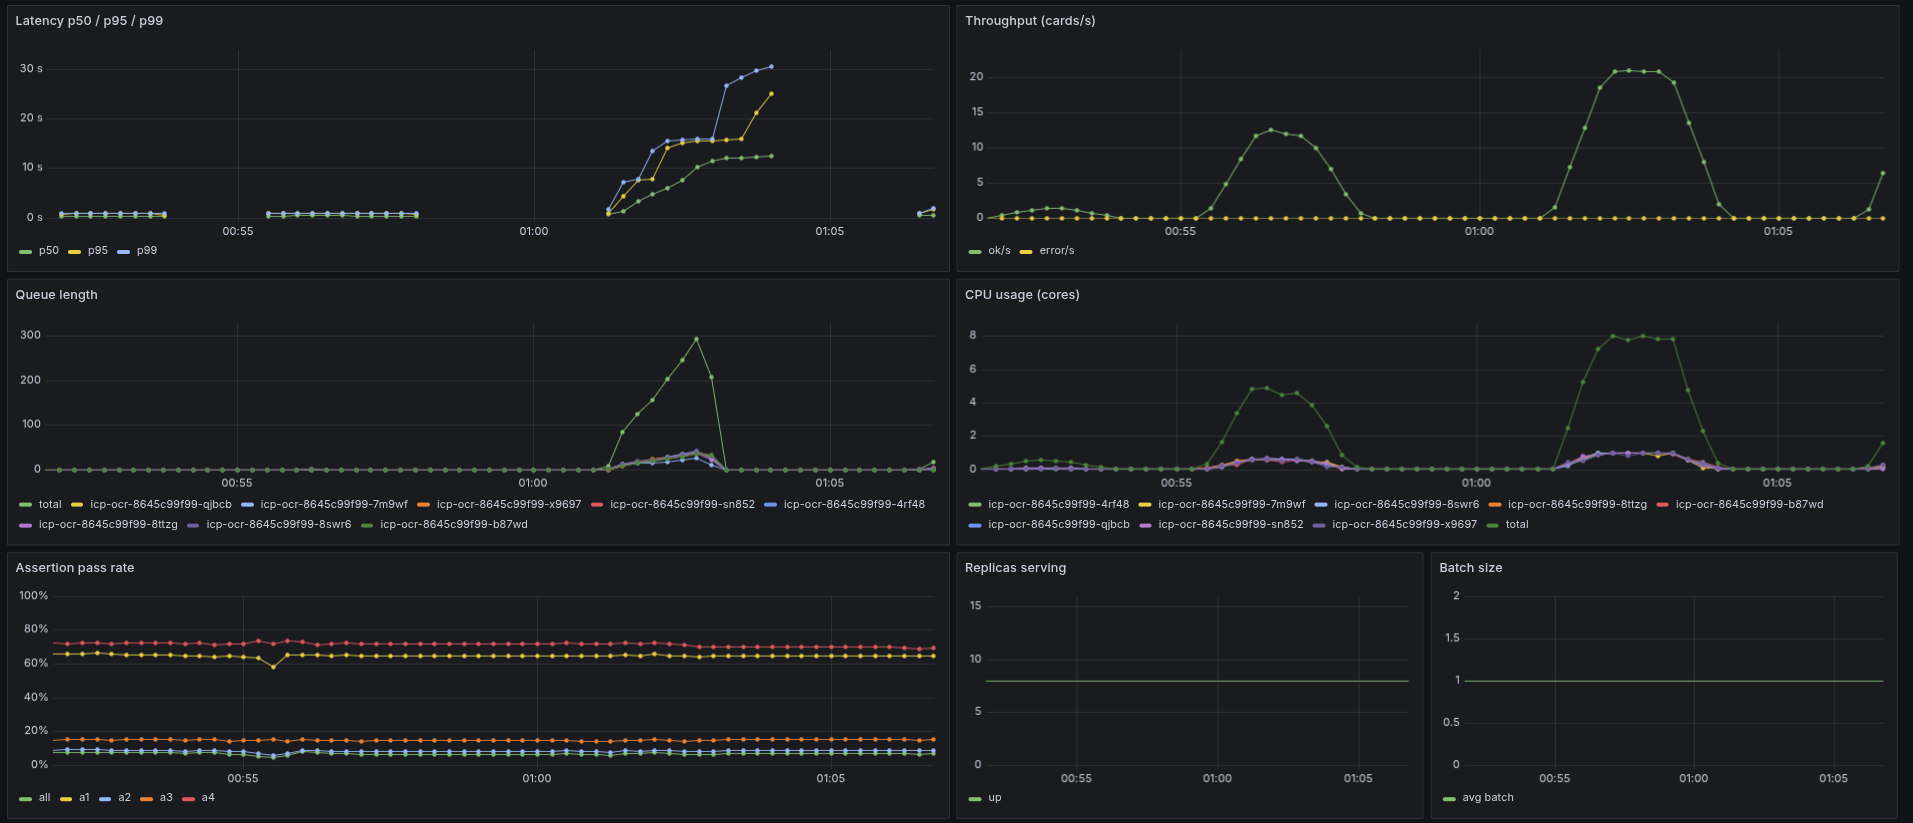 Latency p50 / p95 / p99
30 s
20 s
10 s
0 s
00:55 01:00 01:05
p50 p95 p99
Throughput (cards/s)
20
15
10
5
0
00:55 01:00 01:05
ok/s error/s
Queue length
300
200
100
0
00:55 01:00 01:05
total icp-ocr-8645c99f99-qjbcb icp-ocr-8645c99f99-7m9wf icp-ocr-8645c99f99-x9697 icp-ocr-8645c99f99-sn852 icp-ocr-8645c99f99-4rf48
icp-ocr-8645c99f99-8ttzg icp-ocr-8645c99f99-8swr6 icp-ocr-8645c99f99-b87wd
CPU usage (cores)
8
6
4
2
0
00:55 01:00 01:05
icp-ocr-8645c99f99-4rf48 icp-ocr-8645c99f99-7m9wf icp-ocr-8645c99f99-8swr6 icp-ocr-8645c99f99-8ttzg icp-ocr-8645c99f99-b87wd
icp-ocr-8645c99f99-qjbcb icp-ocr-8645c99f99-sn852 icp-ocr-8645c99f99-x9697 total
Assertion pass rate
100%
80%
60%
40%
20%
0%
00:55 01:00 01:05
all a1 a2 a3 a4
Replicas serving
15
10
5
0
00:55 01:00 01:05
up
Batch size
2
1.5
1
0.5
0
00:55 01:00 01:05
avg batch